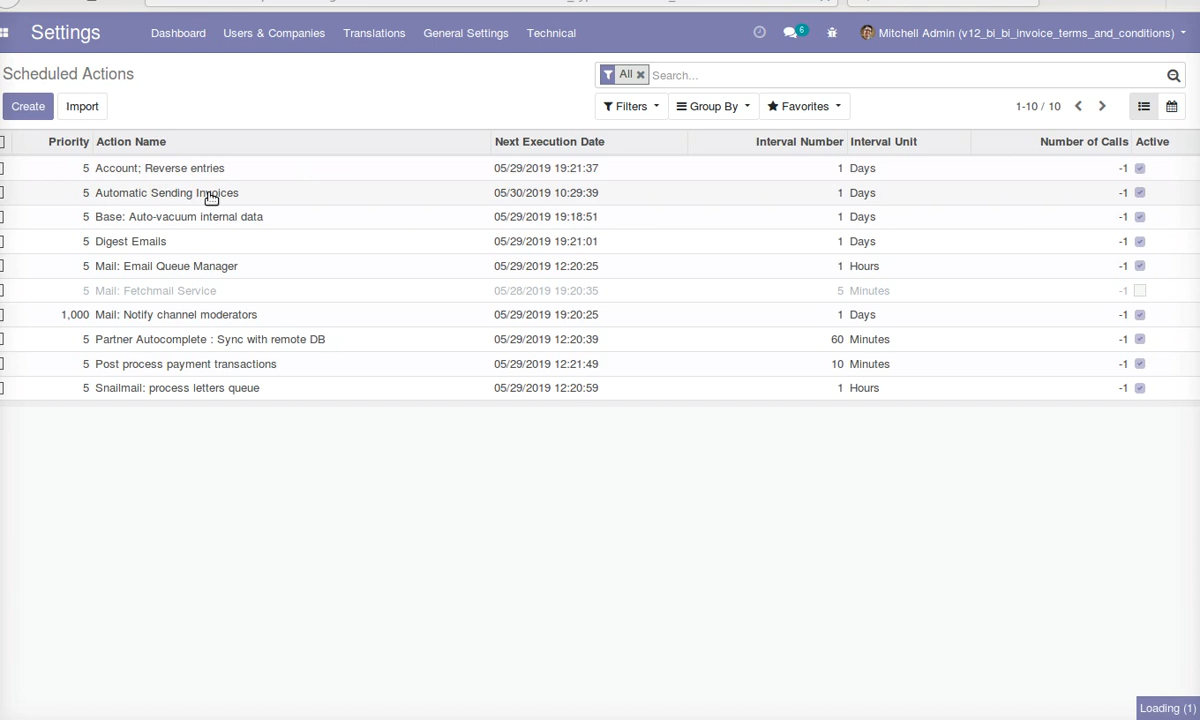 Settings Dashboard Users & Companies Translations General Settings Technical 6 Mitchell Admin (v12_bi_bi_invoice_terms_and_conditions)
Scheduled Actions All Search...
Create Import Filters Group By Favorites 1-10 / 10
Priority Action Name Next Execution Date Interval Number Interval Unit Number of Calls Active
5 Account; Reverse entries 05/29/2019 19:21:37 1 Days -1
5 Automatic Sending Invoices 05/30/2019 10:29:39 1 Days -1
5 Base: Auto-vacuum internal data 05/29/2019 19:18:51 1 Days -1
5 Digest Emails 05/29/2019 19:21:01 1 Days -1
5 Mail: Email Queue Manager 05/29/2019 12:20:25 1 Hours -1
5 Mail: Fetchmail Service 05/28/2019 19:20:35 5 Minutes -1
1,000 Mail: Notify channel moderators 05/29/2019 19:20:25 1 Days -1
5 Partner Autocomplete : Sync with remote DB 05/29/2019 12:20:39 60 Minutes -1
5 Post process payment transactions 05/29/2019 12:21:49 10 Minutes -1
5 Snailmail: process letters queue 05/29/2019 12:20:59 1 Hours -1
Loading (1)